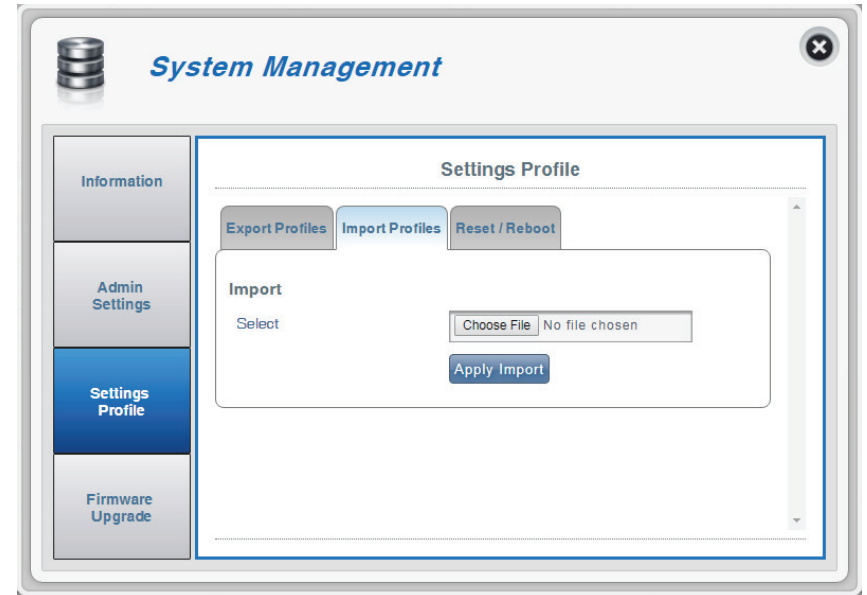 System Management
Information
Admin
Settings
Settings
Profile
Firmware
Upgrade
Settings Profile
Export Profiles Import Profiles Reset / Reboot
Import
Select Choose File No file chosen
Apply Import